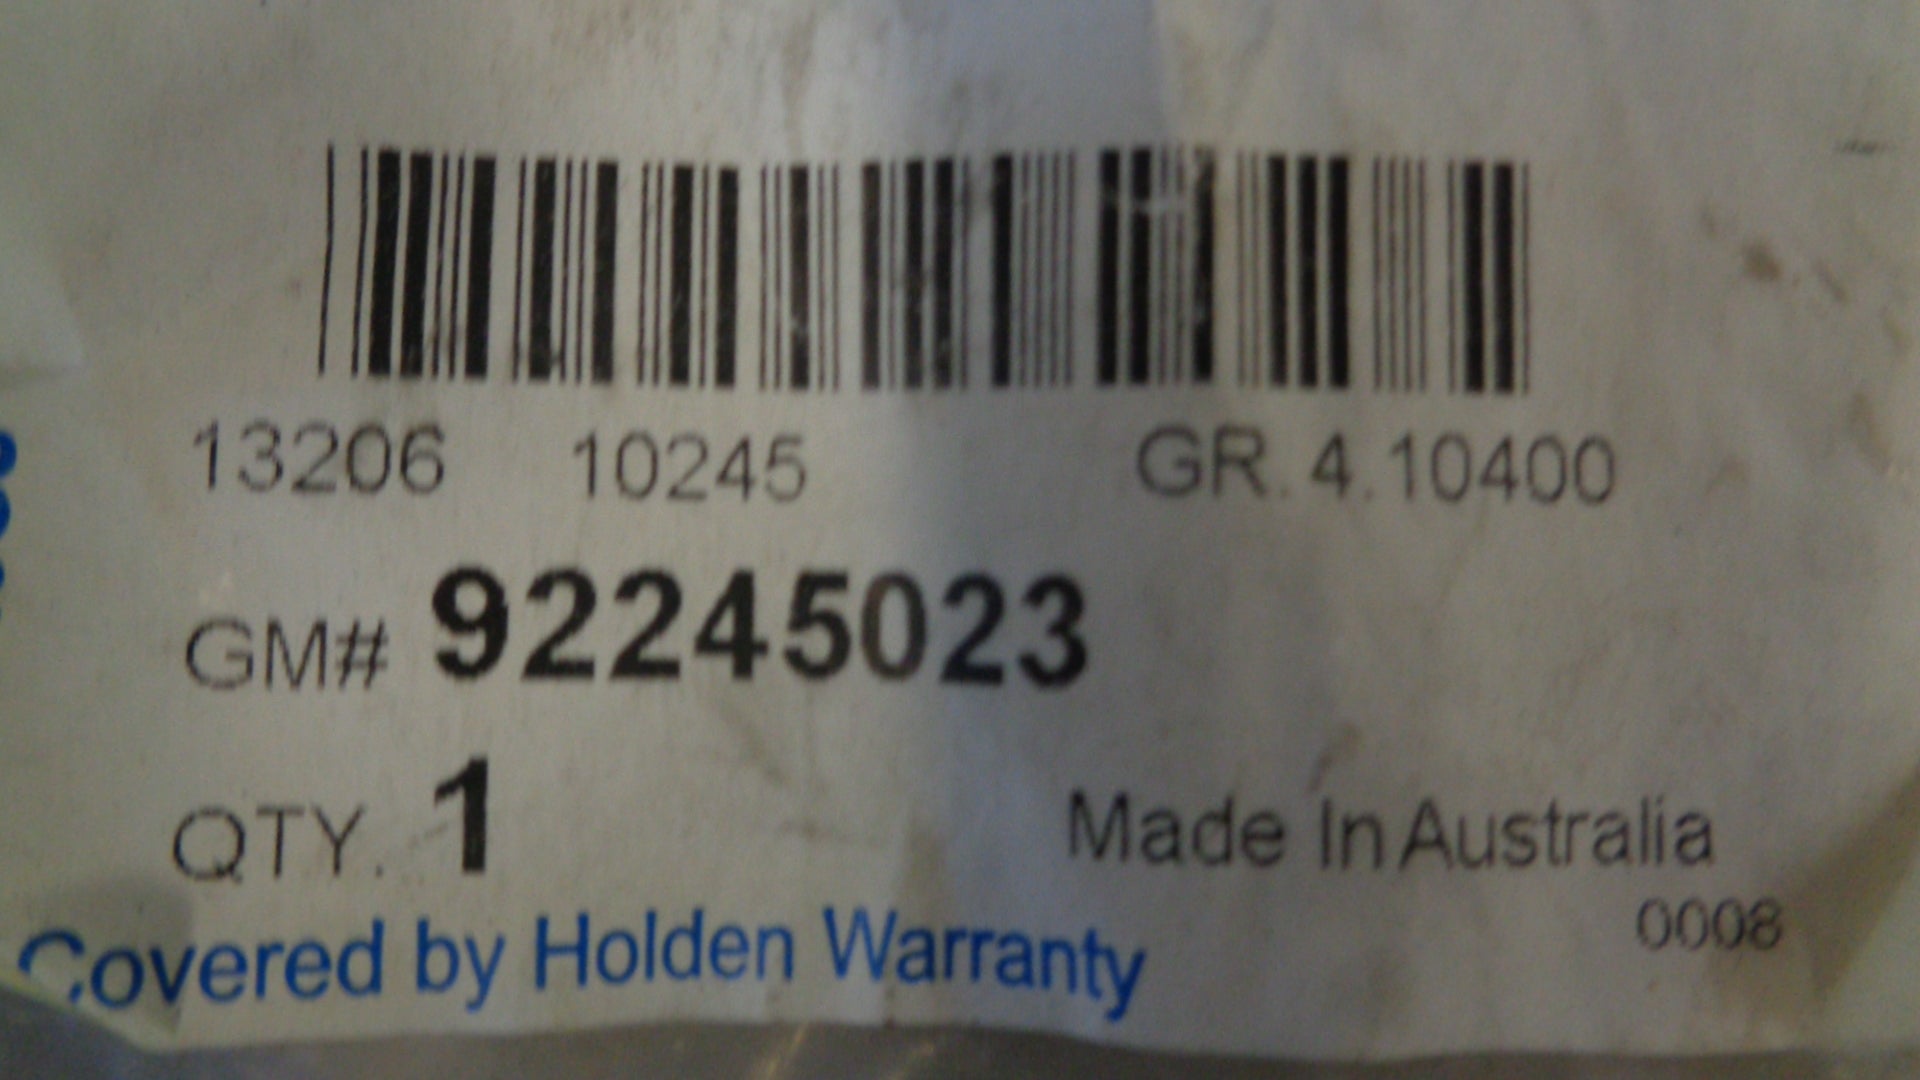 13206 10245 GR. 4.10400
GM# 92245023
QTY. 1
Made In Australia
0008
Covered by Holden Warranty